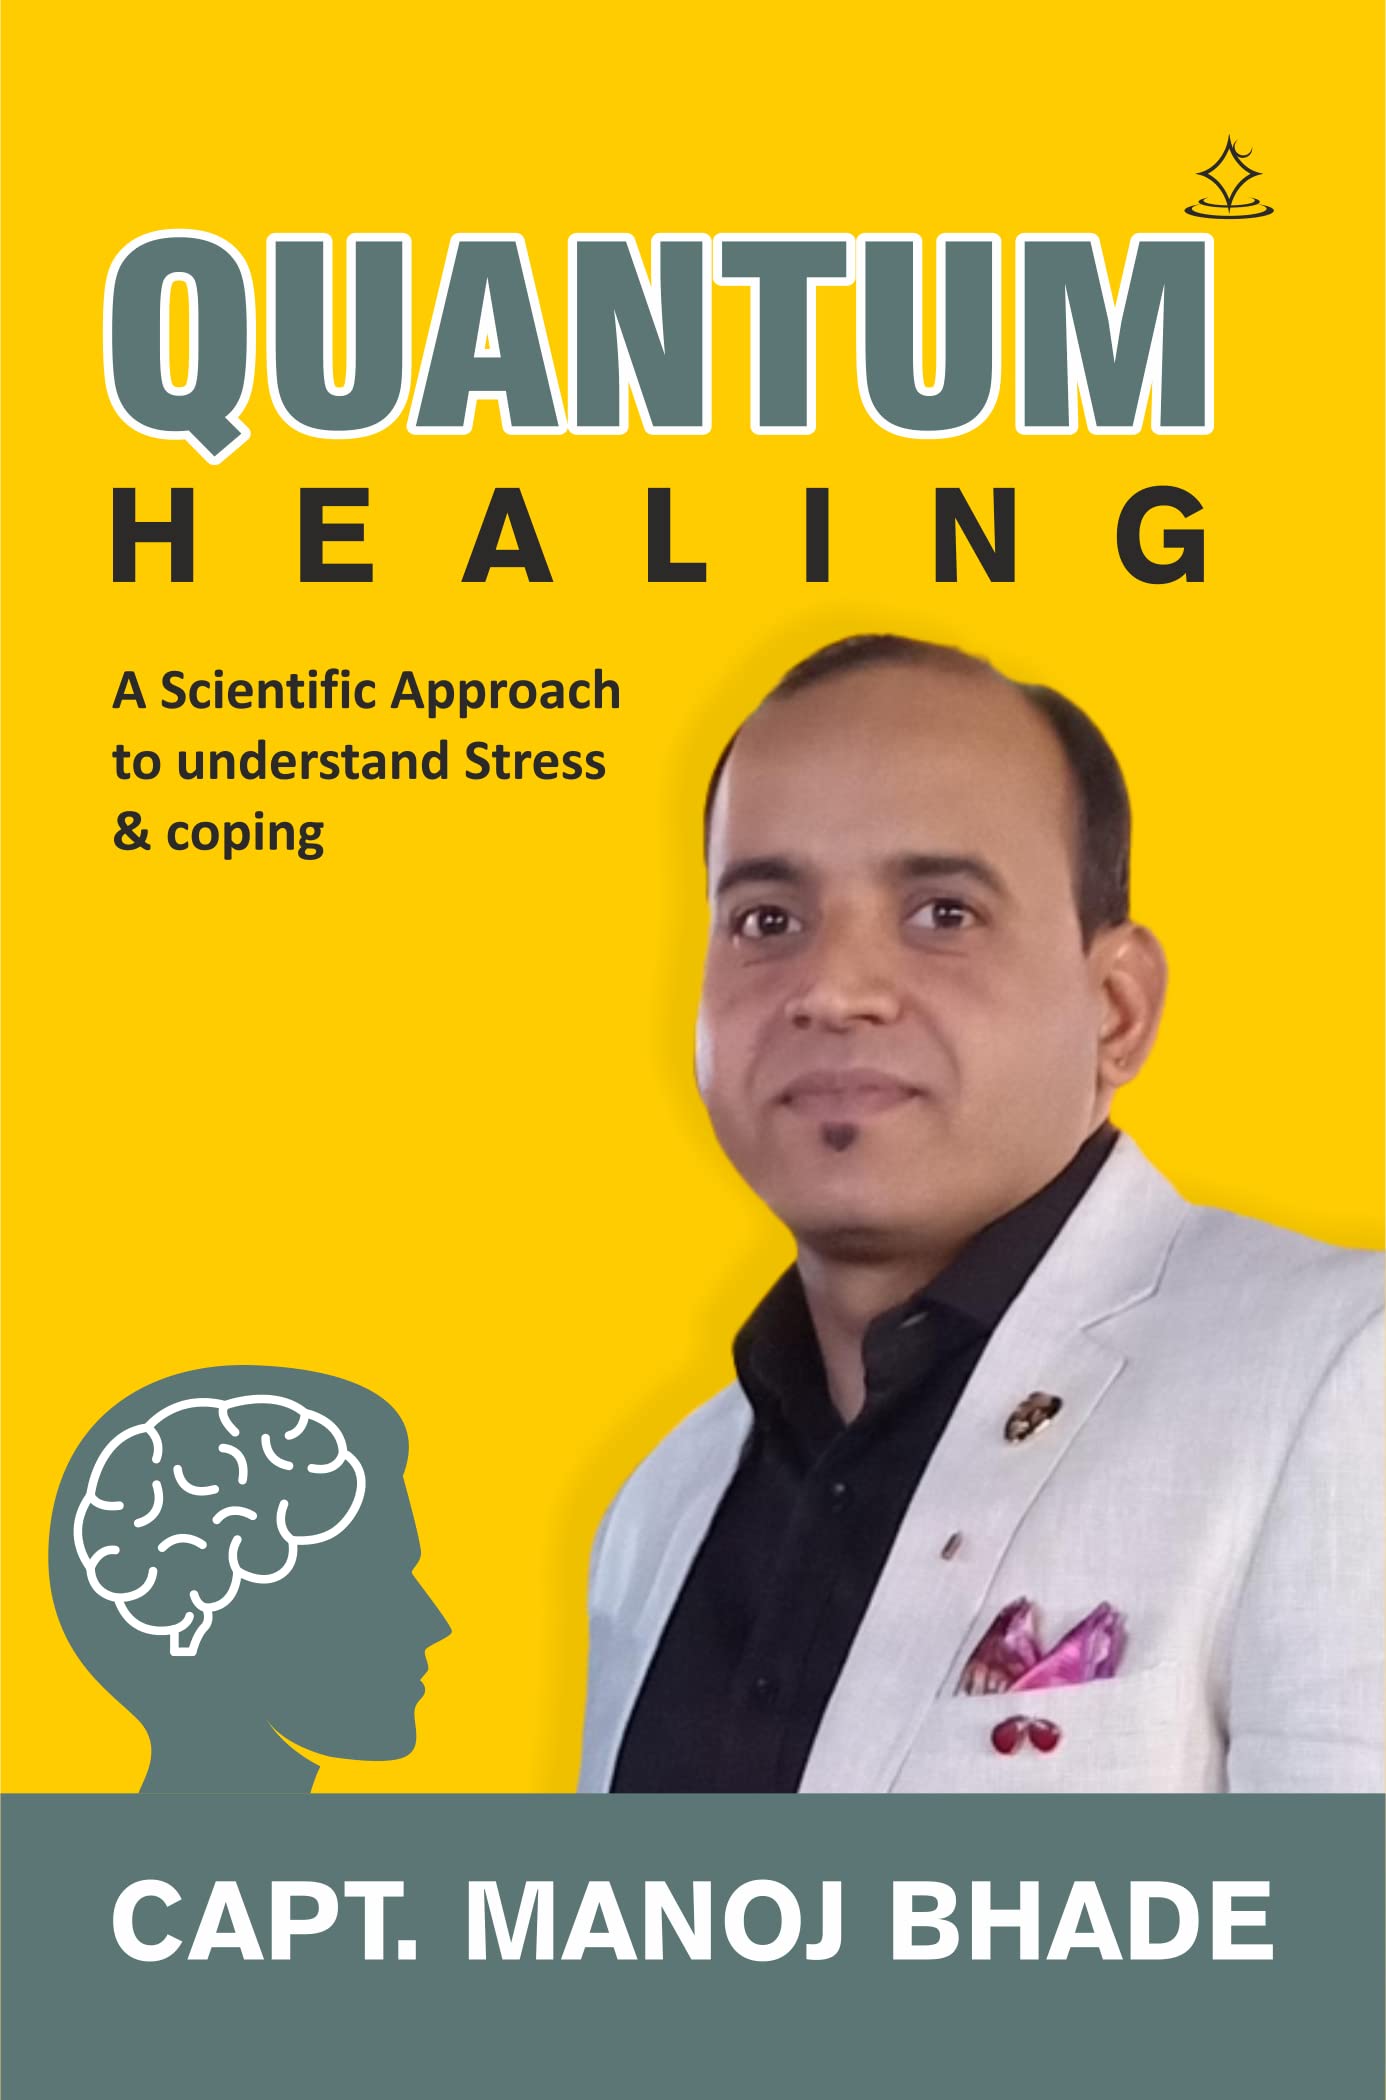 QUANTUM
HEALING
A Scientific Approach
to understand Stress
& coping
CAPT. MANOJ BHADE